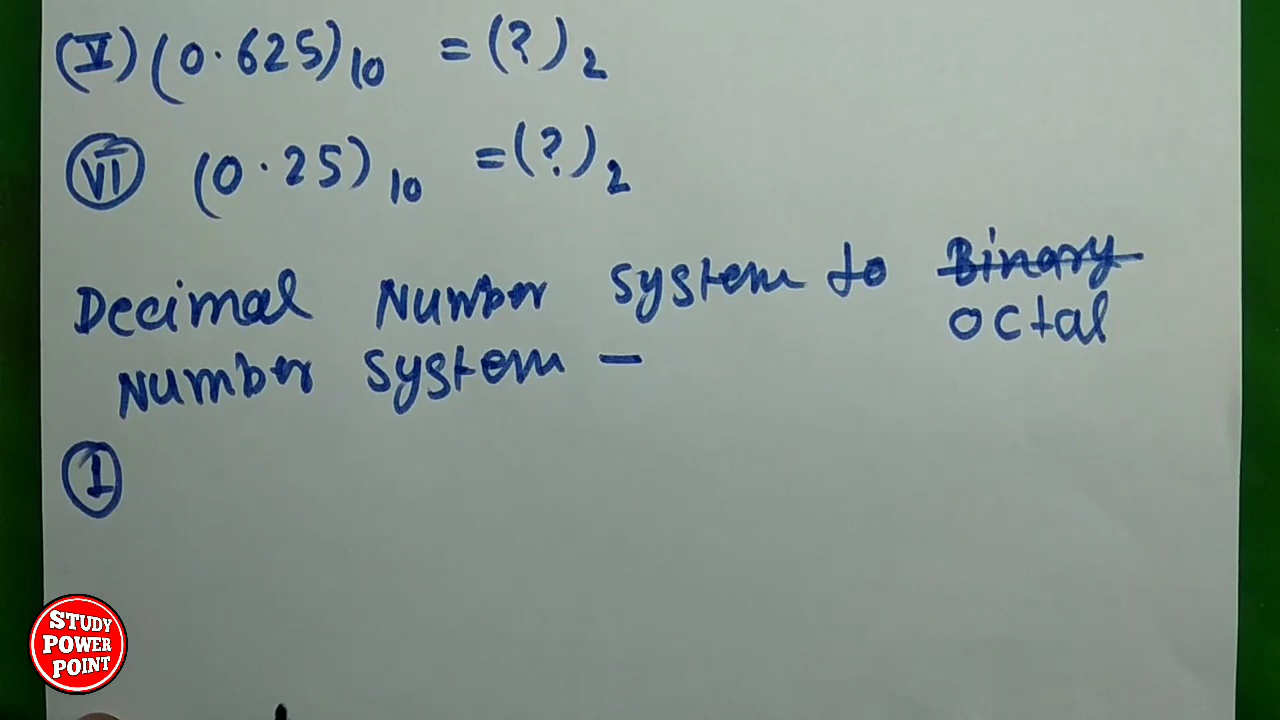 (V) (0.625)10 = (?)2
VI (0.25)10 = (?)2
Decimal Number System to Binary
octal
Number System –
I
STUDY
POWER
POINT